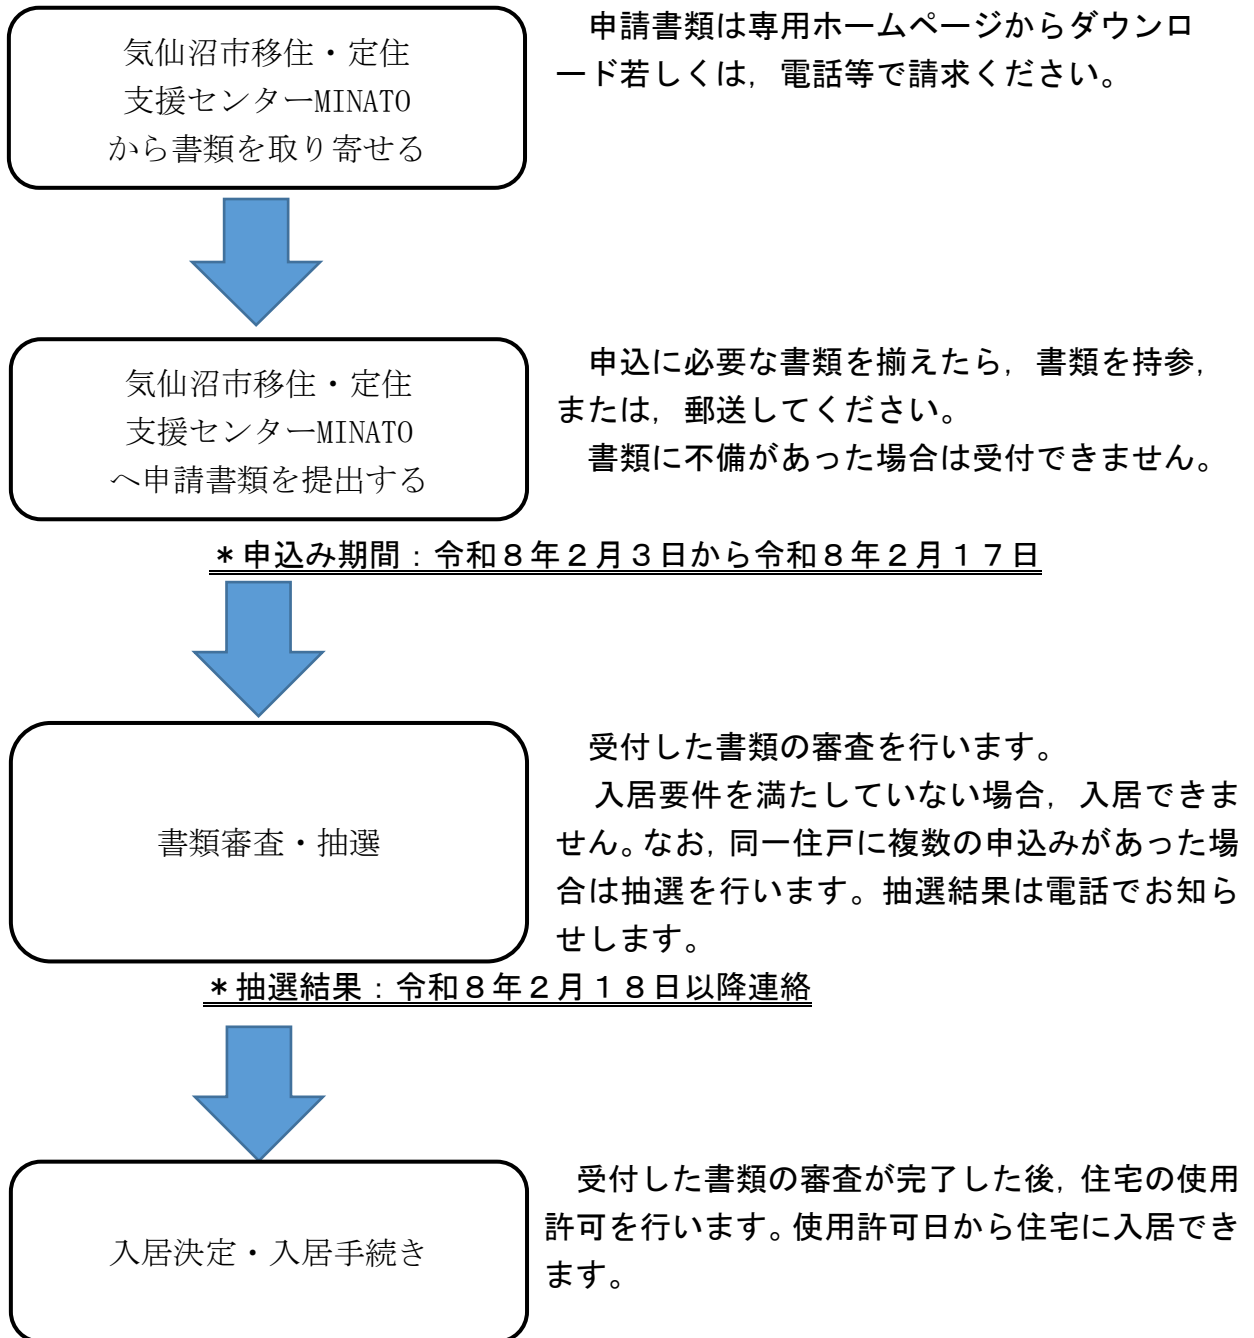 気仙沼市移住・定住
支援センターMINATO
から書類を取り寄せる
申請書類は専用ホームページからダウンロ
ード若しくは，電話等で請求ください。
気仙沼市移住・定住
支援センターMINATO
へ申請書類を提出する
申込に必要な書類を揃えたら，書類を持参，
または，郵送してください。
書類に不備があった場合は受付できません。
＊申込み期間：令和８年２月３日から令和８年２月１７日
書類審査・抽選
受付した書類の審査を行います。
入居要件を満たしていない場合，入居できま
せん。なお，同一住戸に複数の申込みがあった場
合は抽選を行います。抽選結果は電話でお知ら
せします。
＊抽選結果：令和８年２月１８日以降連絡
入居決定・入居手続き
受付した書類の審査が完了した後，住宅の使用
許可を行います。使用許可日から住宅に入居でき
ます。